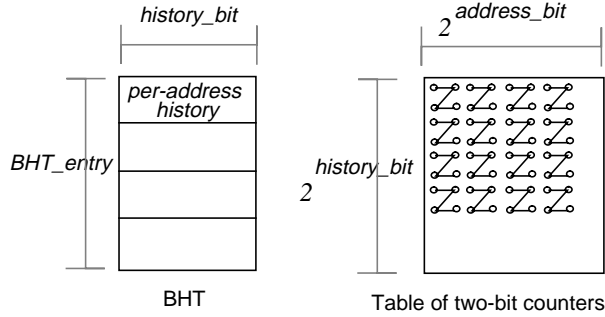 history_bit
2 address_bit
per-address
history
BHT_entry
2 history_bit
BHT
Table of two-bit counters